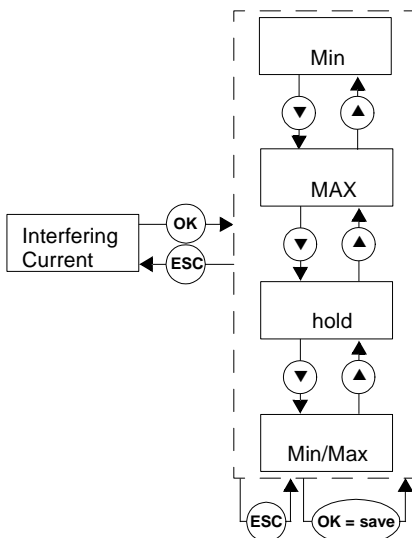 Min
MAX
OK
Interfering
Current
ESC
hold
Min/Max
ESC
OK = save